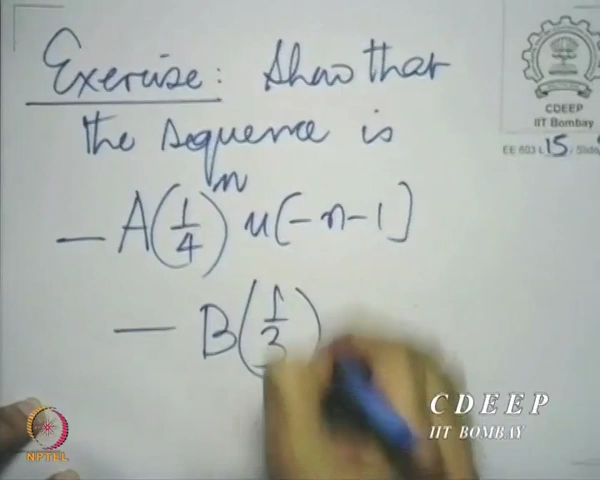 Exercise: Show that
the sequence is
- A(1/4)^n u[-n-1]
- B(1/3)
CDEEP
IIT Bombay
EE 603 L 15 / Slide
CDEEP
IIT BOMBAY
NPTEL